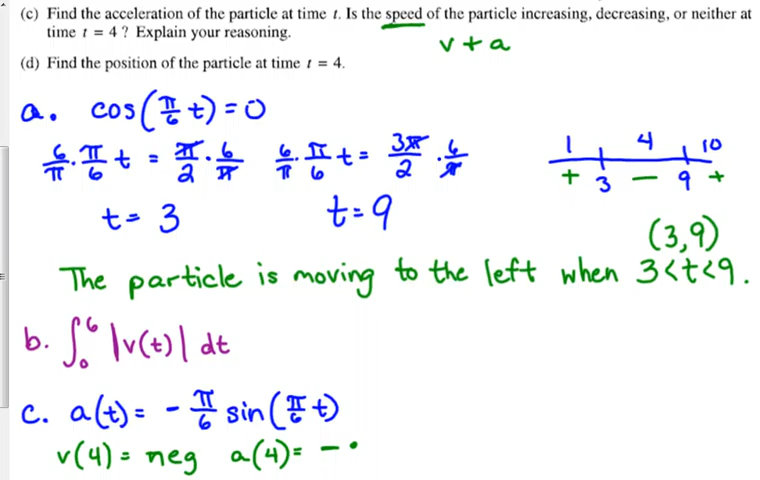 (c) Find the acceleration of the particle at time t. Is the speed of the particle increasing, decreasing, or neither at
time t = 4 ? Explain your reasoning.
v + a
(d) Find the position of the particle at time t = 4.
a. cos(π/6 t) = 0
6/π · π/6 t = π/2 · 6/π   6/π · π/6 t = 3π/2 · 6/π   1 4 10
+ 3 − 9 +
t = 3   t = 9
(3,9)
The particle is moving to the left when 3<t<9.
b. ∫₀⁶ |v(t)| dt
c. a(t) = - π/6 sin(π/6 t)
v(4) = neg   a(4) = - ·